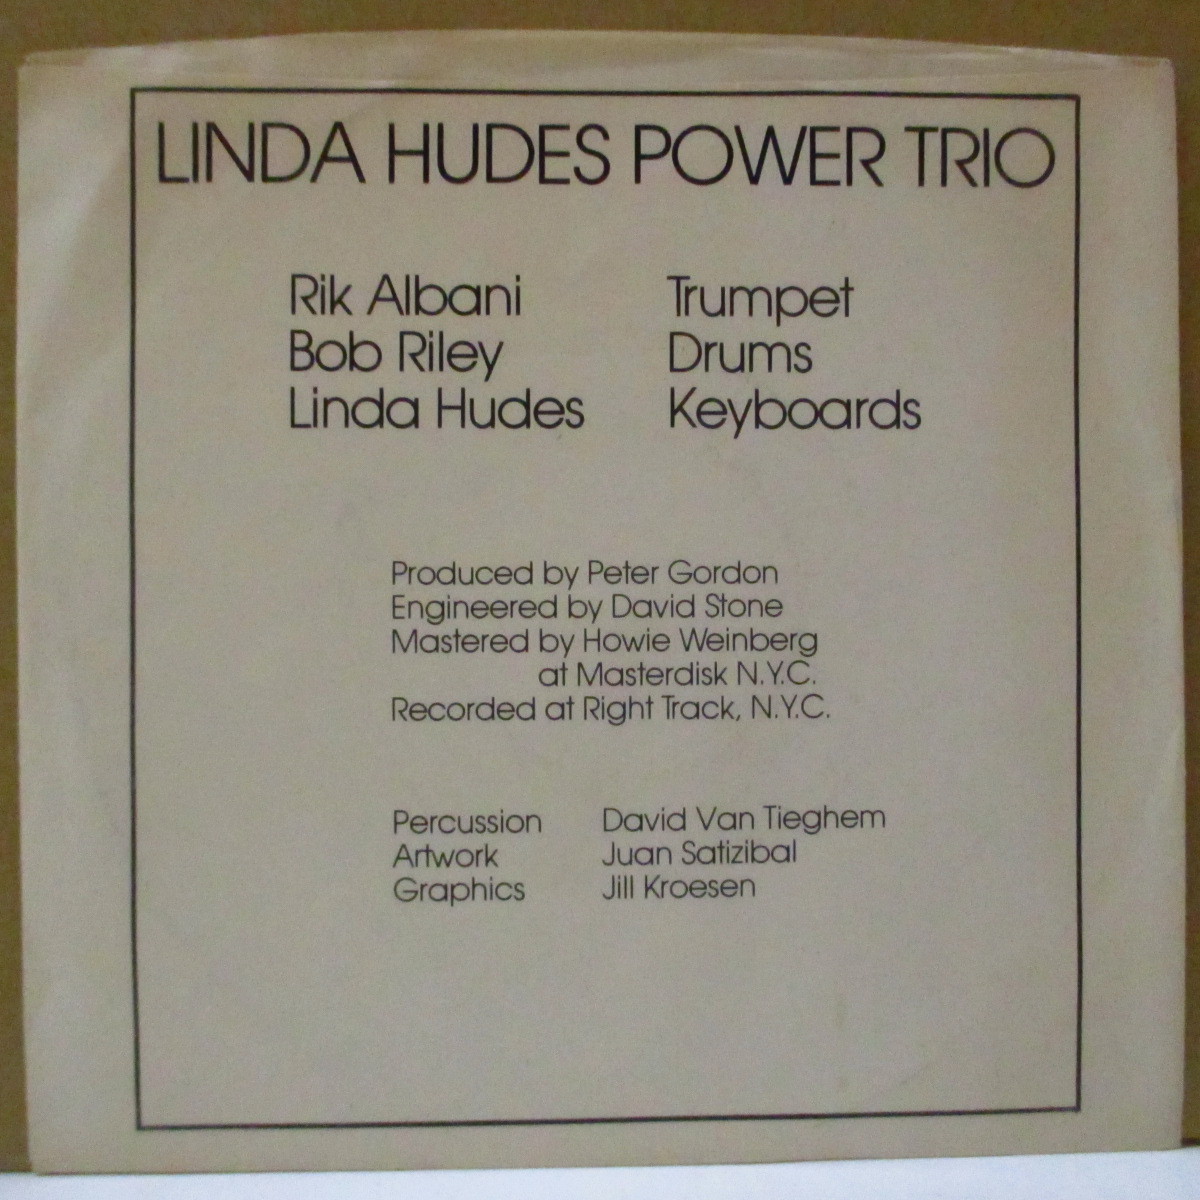 LINDA HUDES POWER TRIO
Rik Albani Trumpet
Bob Riley Drums
Linda Hudes Keyboards
Produced by Peter Gordon
Engineered by David Stone
Mastered by Howie Weinberg
at Masterdisk N.Y.C.
Recorded at Right Track, N.Y.C.
Percussion David Van Tieghem
Artwork Juan Satizibal
Graphics Jill Kroesen